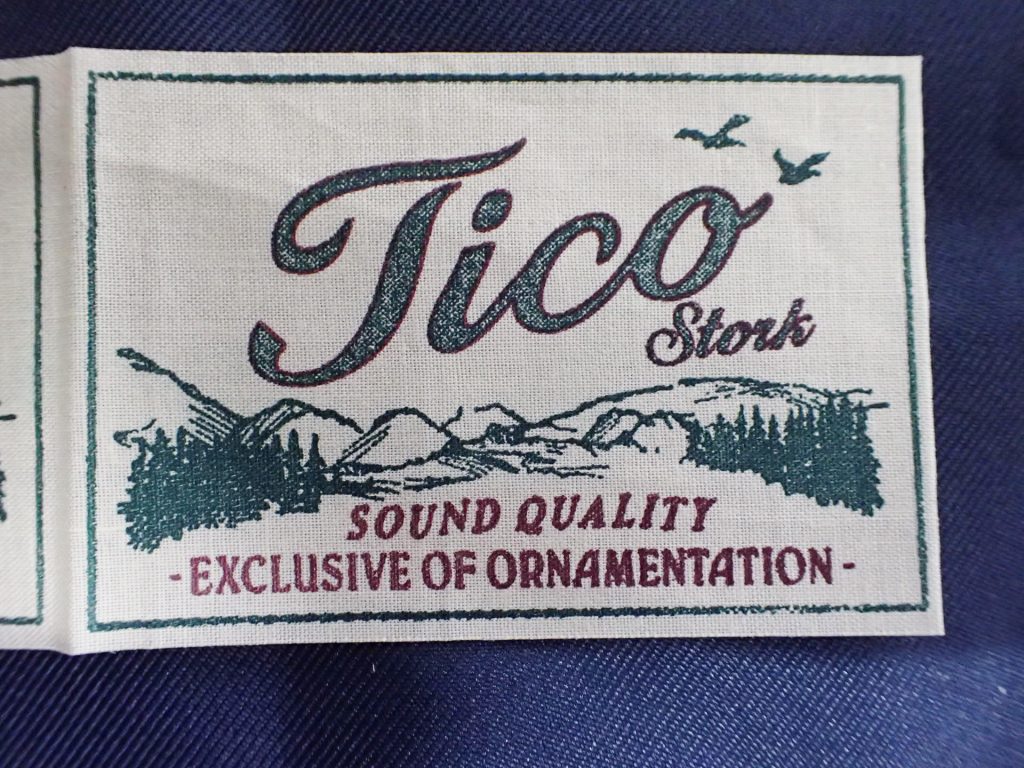 Tico
Stork
SOUND QUALITY
-EXCLUSIVE OF ORNAMENTATION-